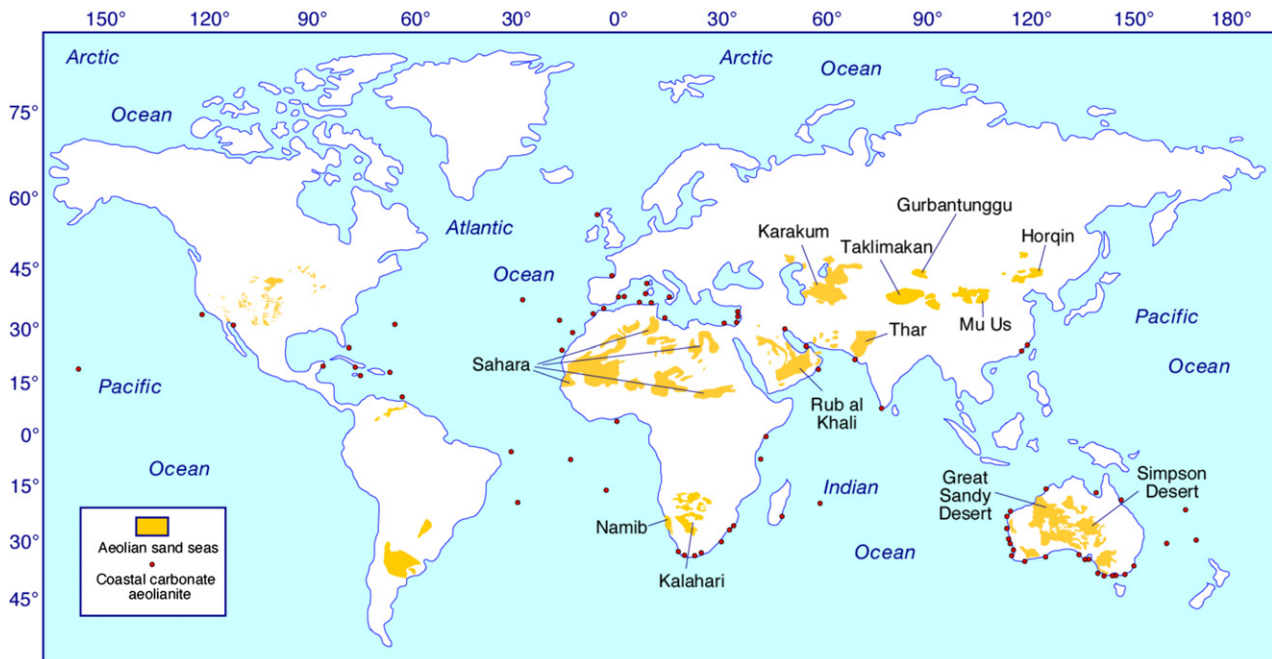 150° 120° 90° 60° 30° 0° 30° 60° 90° 120° 150° 180°
Arctic
Ocean
Arctic
Ocean
75°
60°
45°
30°
15°
0°
15°
30°
45°
Atlantic
Ocean
Pacific
Ocean
Pacific
Ocean
Indian
Ocean
Gurbantunggu
Karakum
Taklimakan
Horqin
Mu Us
Thar
Sahara
Rub al
Khali
Namib
Kalahari
Great
Sandy
Desert
Simpson
Desert
Aeolian sand seas
Coastal carbonate
aeolianite